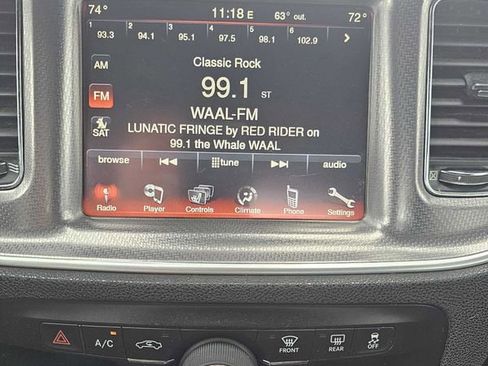 74° 11:18 E 63° out. 72°
1 2 3 4 5 6
93.3 94.1 95.1 97.5 98.1 102.9
Classic Rock
AM
99.1 ST
FM
WAAL-FM
LUNATIC FRINGE by RED RIDER on
99.1 the Whale WAAL
SAT
browse tune audio
Radio Player Controls Climate Phone Settings
A/C FRONT REAR OFF